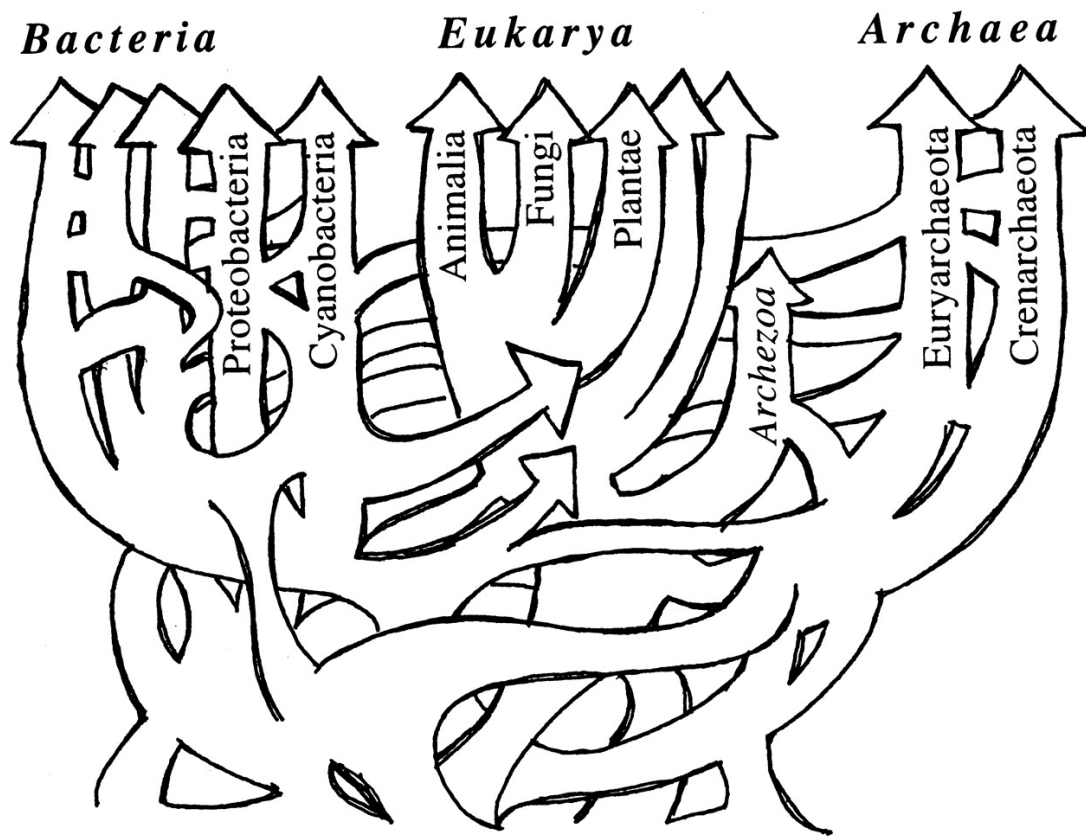 Bacteria
Eukarya
Archaea
Proteobacteria
Cyanobacteria
Animalia
Fungi
Plantae
Archezoa
Euryarchaeota
Crenarchaeota